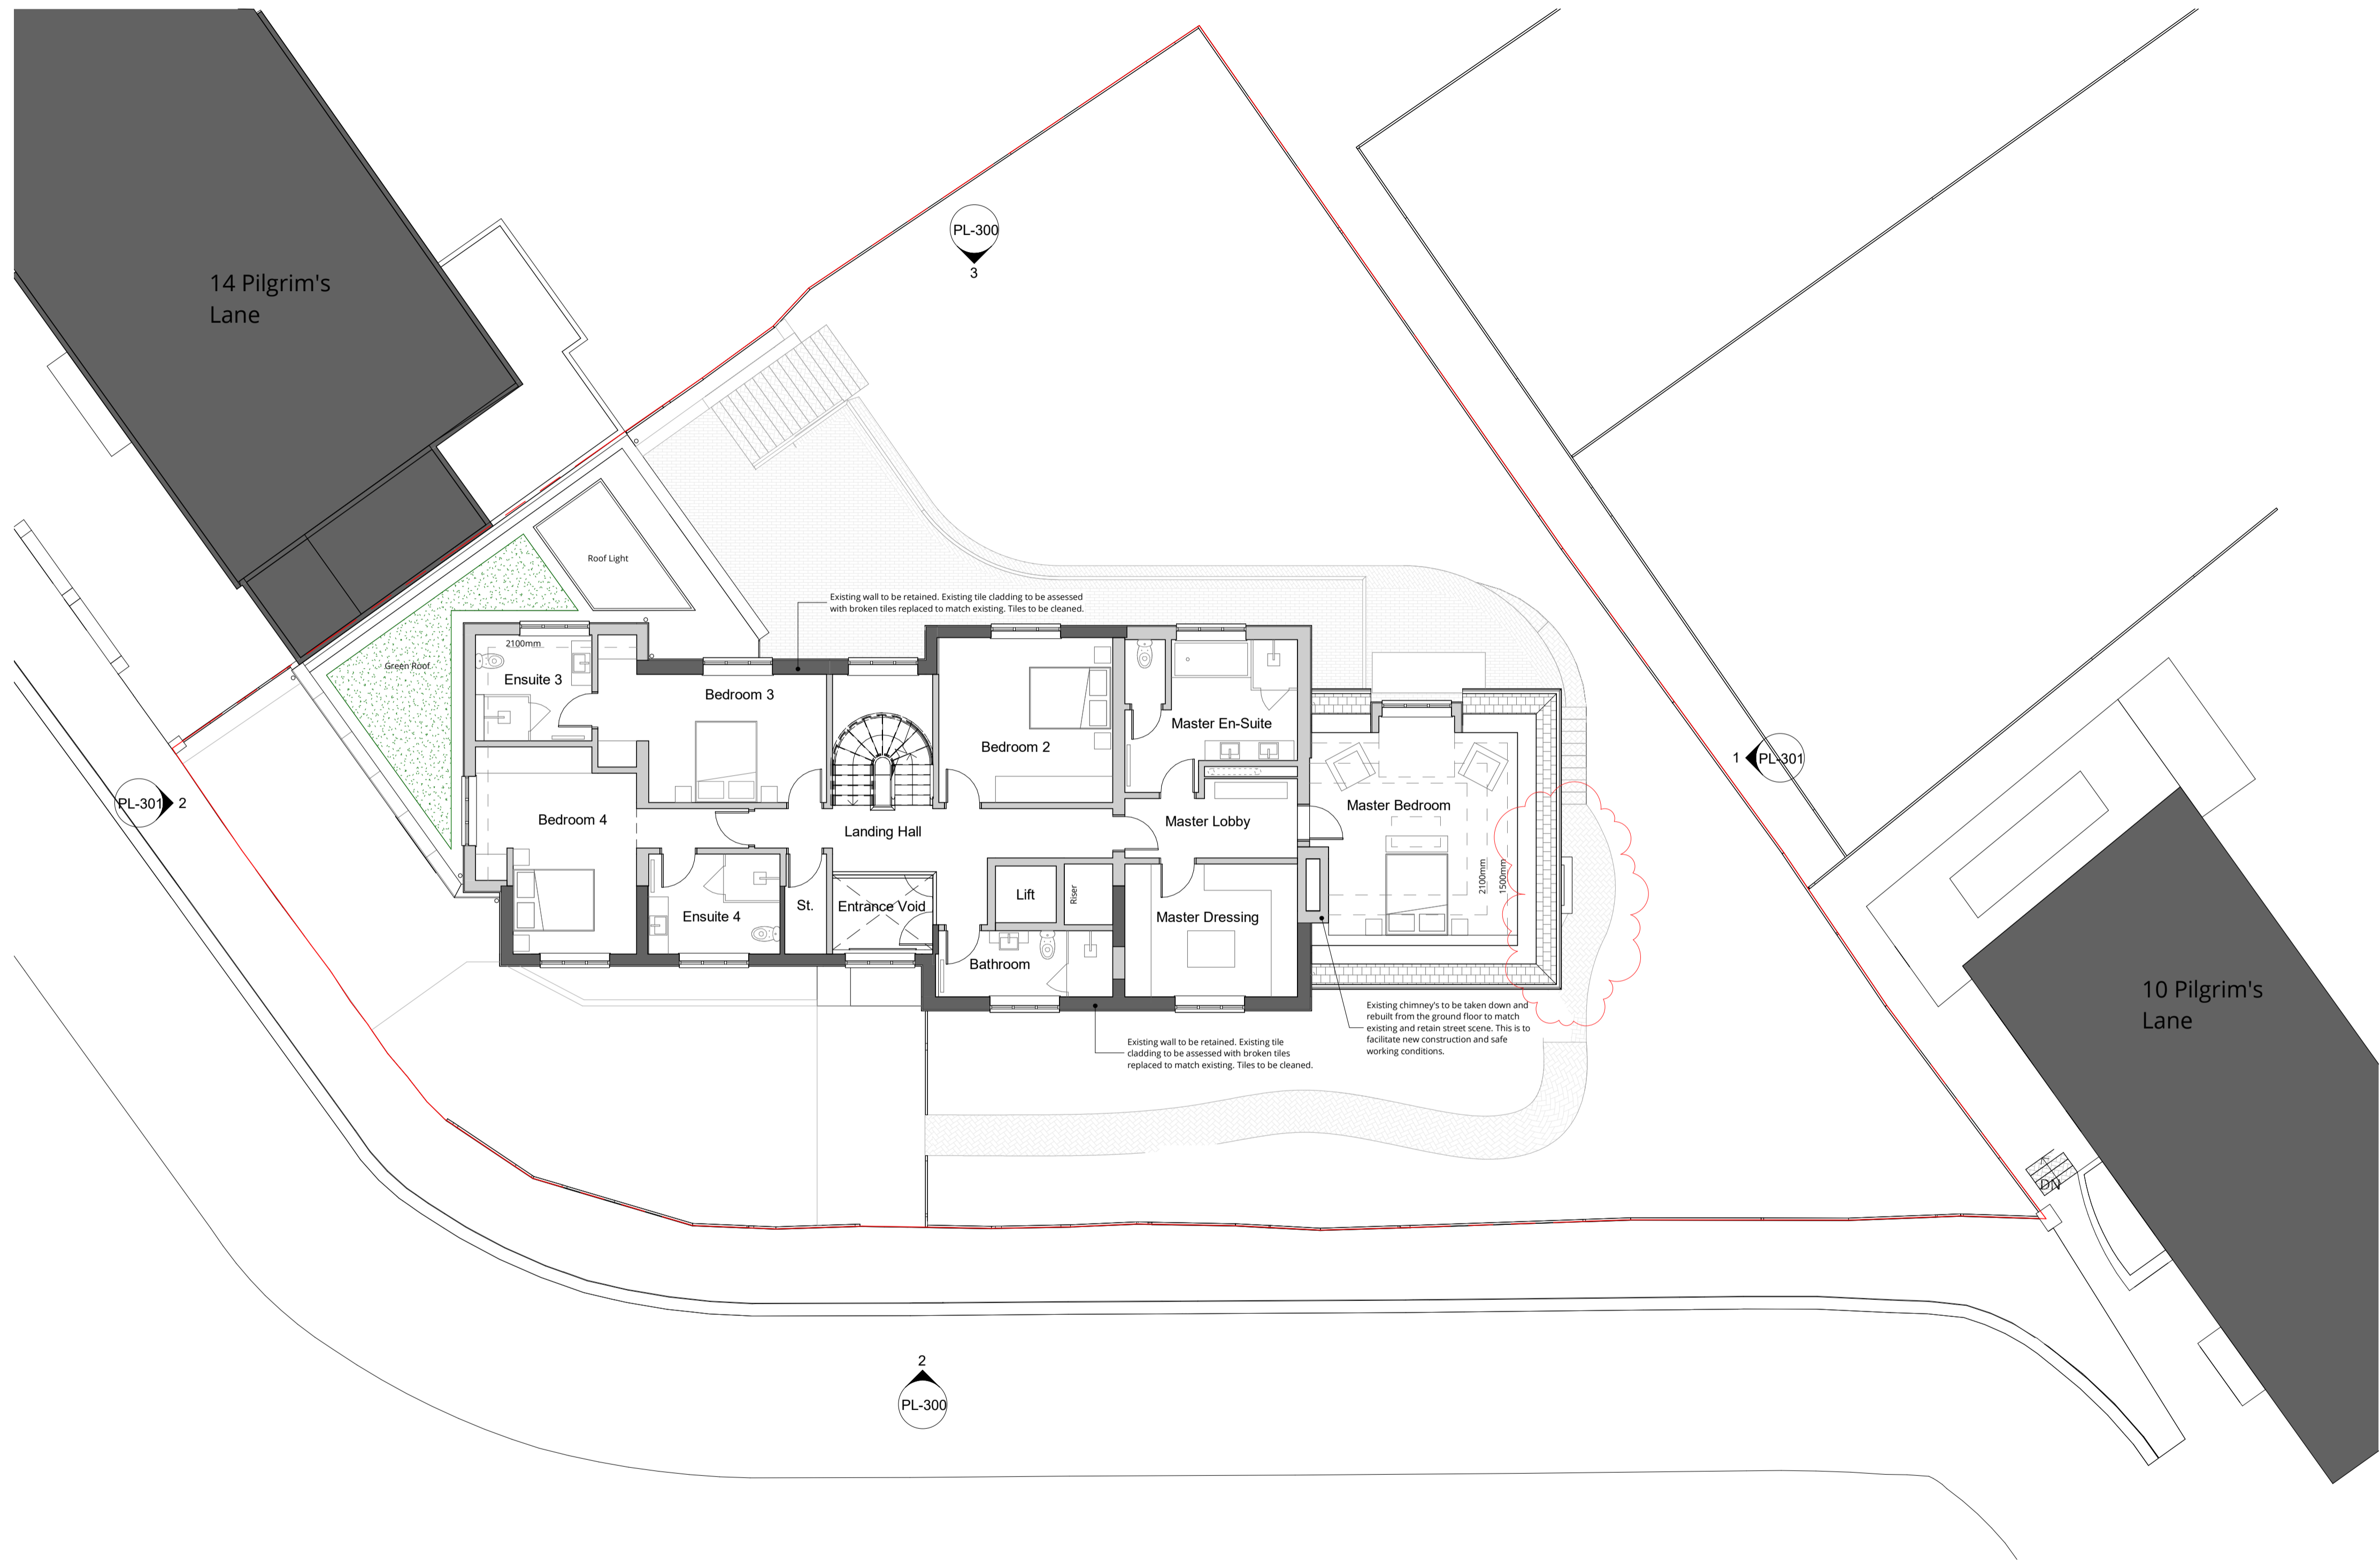 PL-300
3
14 Pilgrim's
Lane
Roof Light
Existing wall to be retained. Existing tile cladding to be assessed
with broken tiles replaced to match existing. Tiles to be cleaned.
2100mm
Green Roof
Ensuite 3
Bedroom 3
Master En-Suite
Bedroom 2
1
PL-301
PL-301
2
Master Bedroom
Bedroom 4
Master Lobby
Landing Hall
2100mm
1500mm
Lift
Riser
St.
Entrance Void
Ensuite 4
Master Dressing
Bathroom
10 Pilgrim's
Lane
Existing chimney's to be taken down and
rebuilt from the ground floor to match
existing and retain street scene. This is to
facilitate new construction and safe
working conditions.
Existing wall to be retained. Existing tile
cladding to be assessed with broken tiles
replaced to match existing. Tiles to be cleaned.
DN
2
PL-300